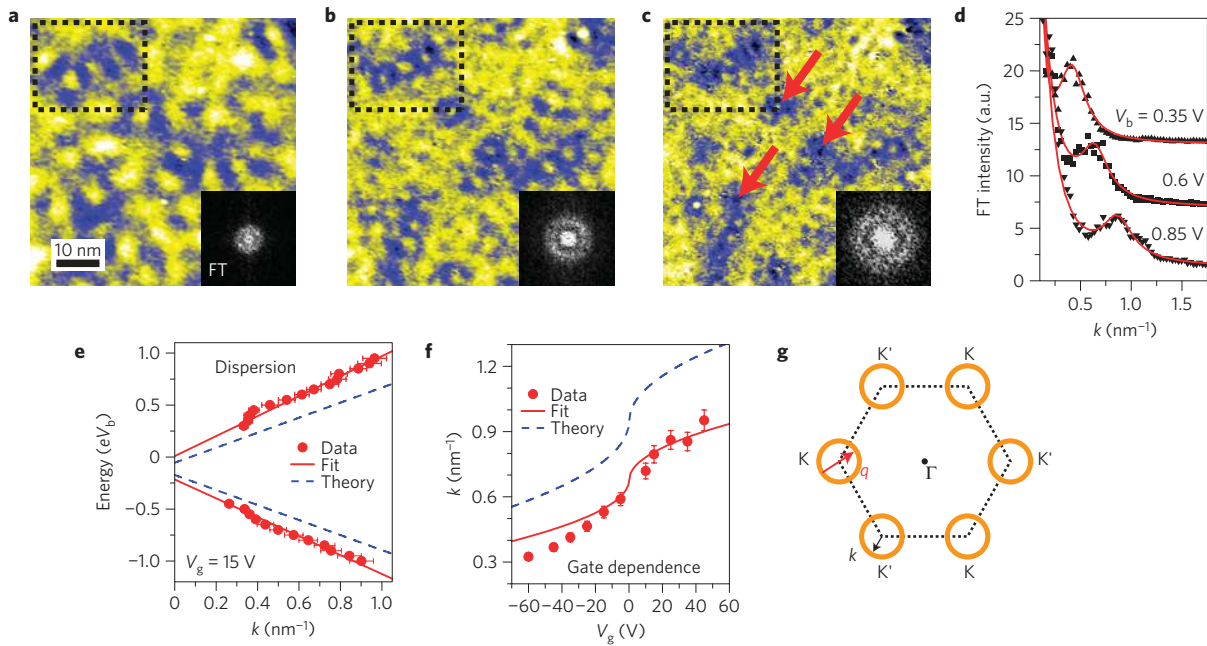 a
b
c
d
10 nm
FT
25
20
15
10
5
0
FT intensity (a.u.)
V_b = 0.35 V
0.6 V
0.85 V
0.5
1.0
1.5
k (nm⁻¹)
e
1.0
0.5
0
−0.5
−1.0
Energy (eV_b)
Dispersion
Data
Fit
Theory
V_g = 15 V
0
0.2
0.4
0.6
0.8
1.0
k (nm⁻¹)
f
1.2
0.9
0.6
0.3
k (nm⁻¹)
Data
Fit
Theory
Gate dependence
−60
−40
−20
0
20
40
60
V_g (V)
g
K'
K
K
q
Γ
K'
k
K'
K